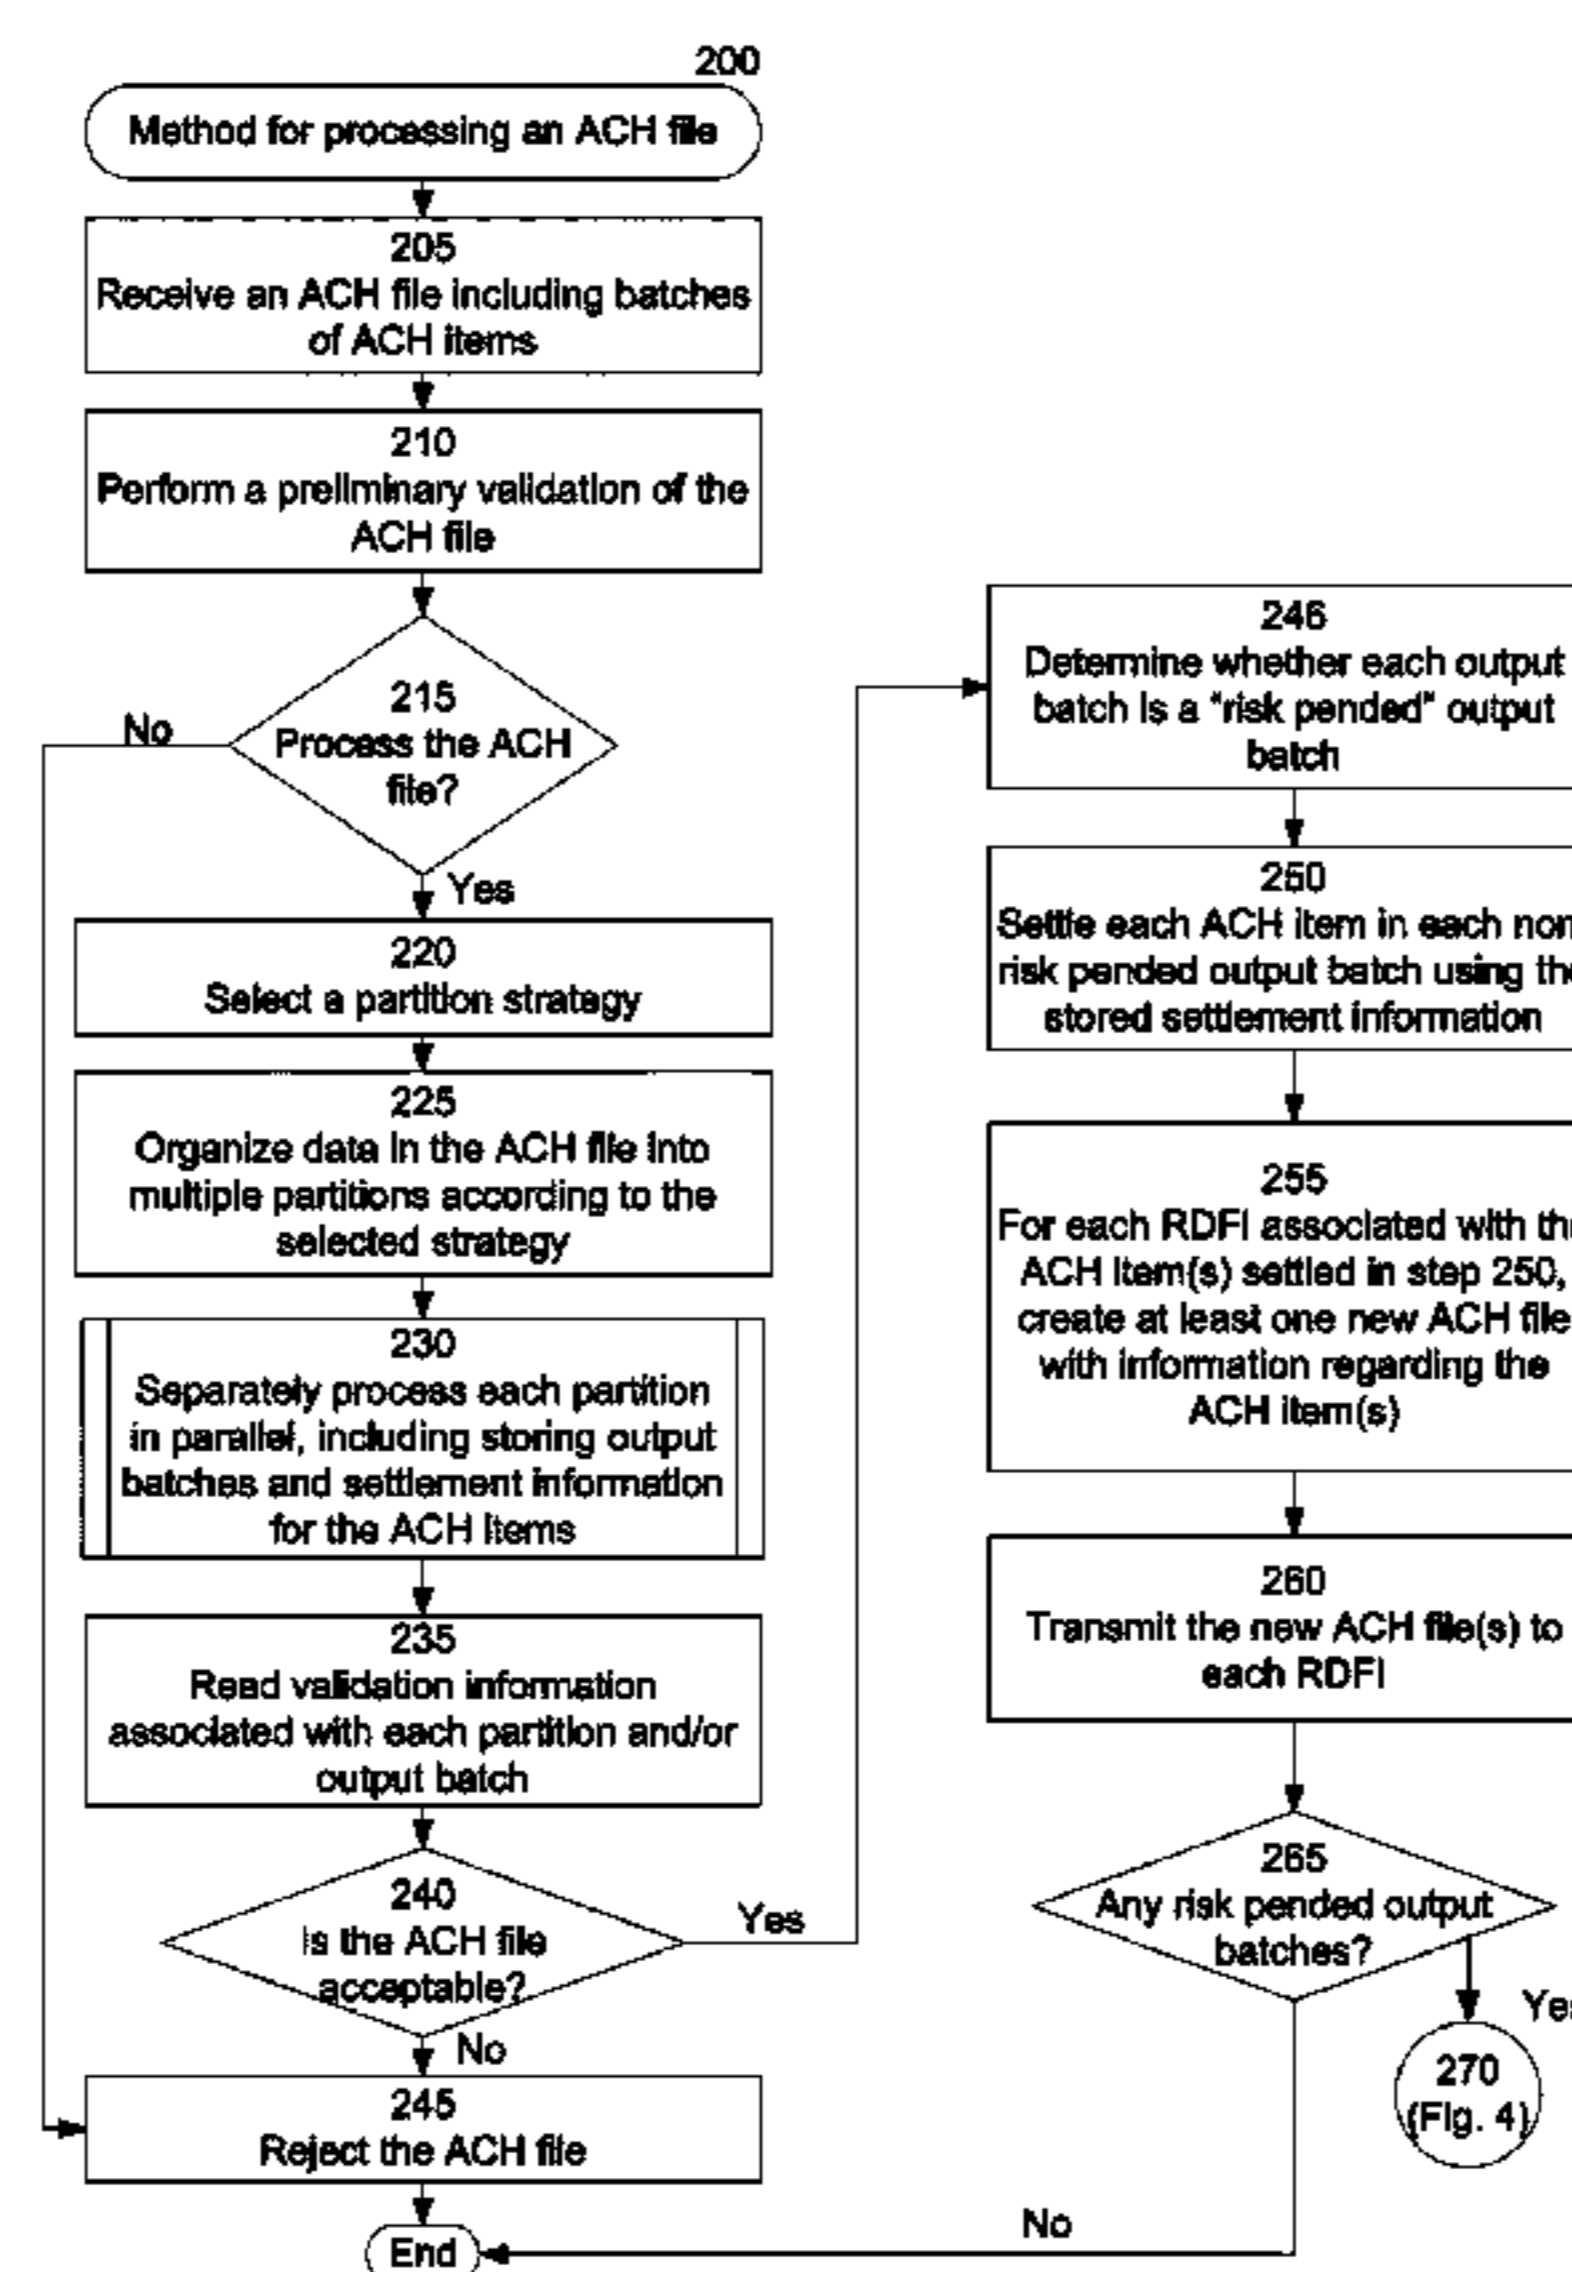 200
Method for processing an ACH file
205
Receive an ACH file including batches
of ACH items
210
Perform a preliminary validation of the
ACH file
215
Process the ACH
file?
No
Yes
220
Select a partition strategy
225
Organize data in the ACH file into
multiple partitions according to the
selected strategy
230
Separately process each partition
in parallel, including storing output
batches and settlement information
for the ACH items
235
Read validation information
associated with each partition and/or
output batch
240
Is the ACH file
acceptable?
Yes
No
245
Reject the ACH file
End
246
Determine whether each output
batch is a "risk pended" output
batch
250
Settle each ACH item in each non
risk pended output batch using the
stored settlement information
255
For each RDFI associated with the
ACH item(s) settled in step 250,
create at least one new ACH file
with information regarding the
ACH item(s)
260
Transmit the new ACH file(s) to
each RDFI
265
Any risk pended output
batches?
Yes
270
(Fig. 4)
No